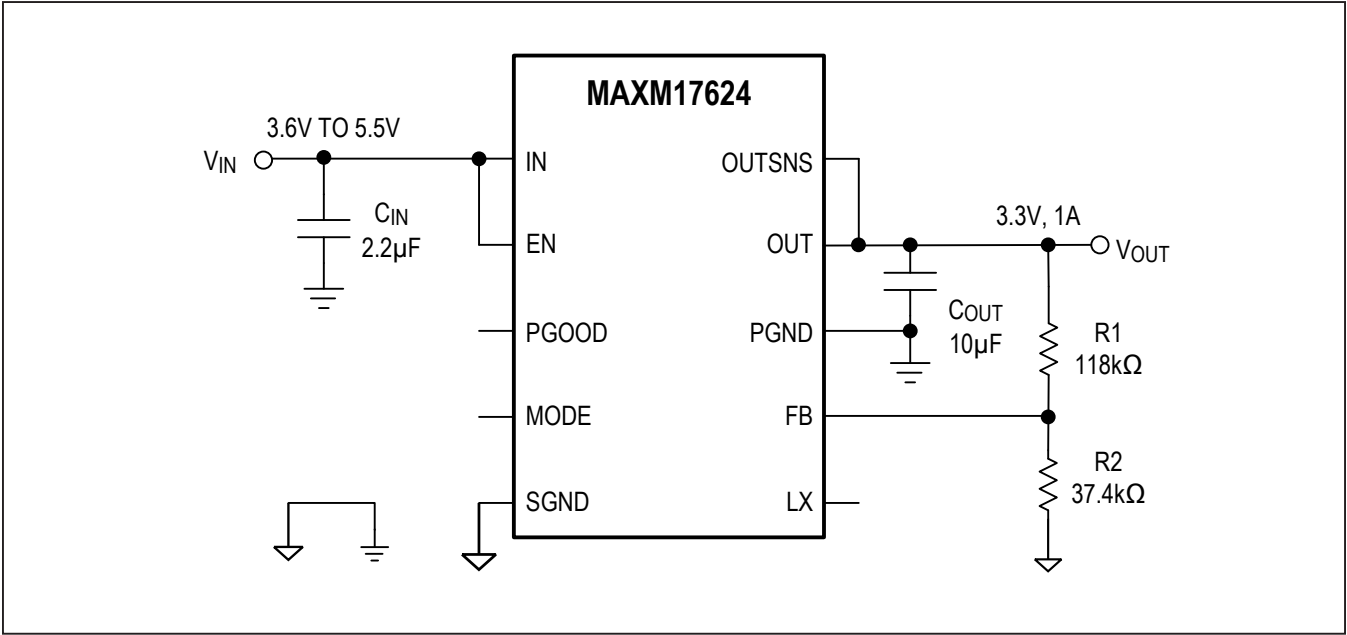 MAXM17624
3.6V TO 5.5V
VIN
IN
OUTSNS
CIN
2.2µF
EN
OUT
3.3V, 1A
VOUT
COUT
10µF
PGOOD
PGND
R1
118kΩ
MODE
FB
R2
37.4kΩ
SGND
LX